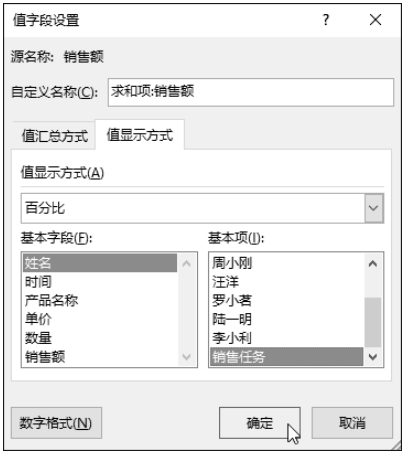 值字段设置 ?
源名称: 销售额
自定义名称(C): 求和项:销售额
值汇总方式 值显示方式
值显示方式(A)
百分比
基本字段(F): 基本项(I):
姓名 周小刚
时间 汪洋
产品名称 罗小茗
单价 陆一明
数量 李小利
销售额 销售任务
数字格式(N) 确定 取消